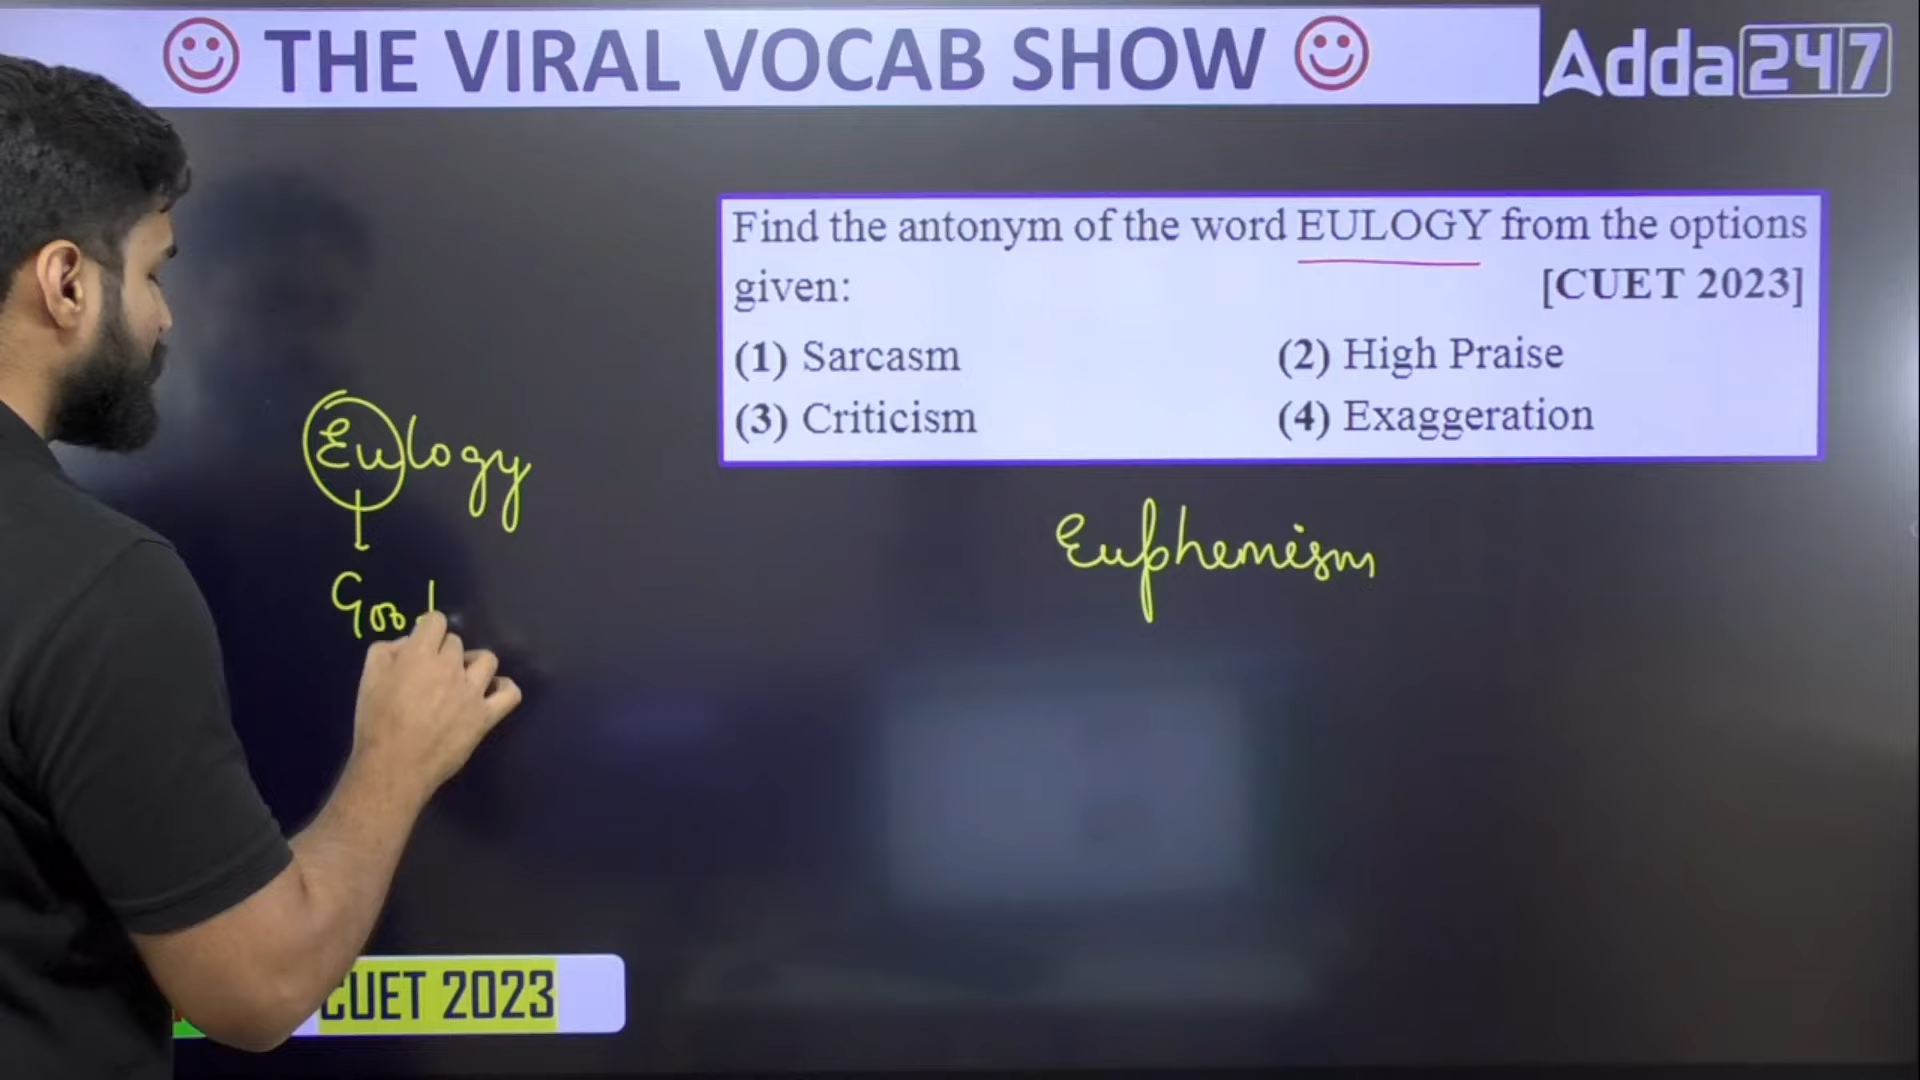 THE VIRAL VOCAB SHOW
Adda247
Find the antonym of the word EULOGY from the options
given: [CUET 2023]
(1) Sarcasm (2) High Praise
(3) Criticism (4) Exaggeration
Eulogy
Good
Euphemism
CUET 2023